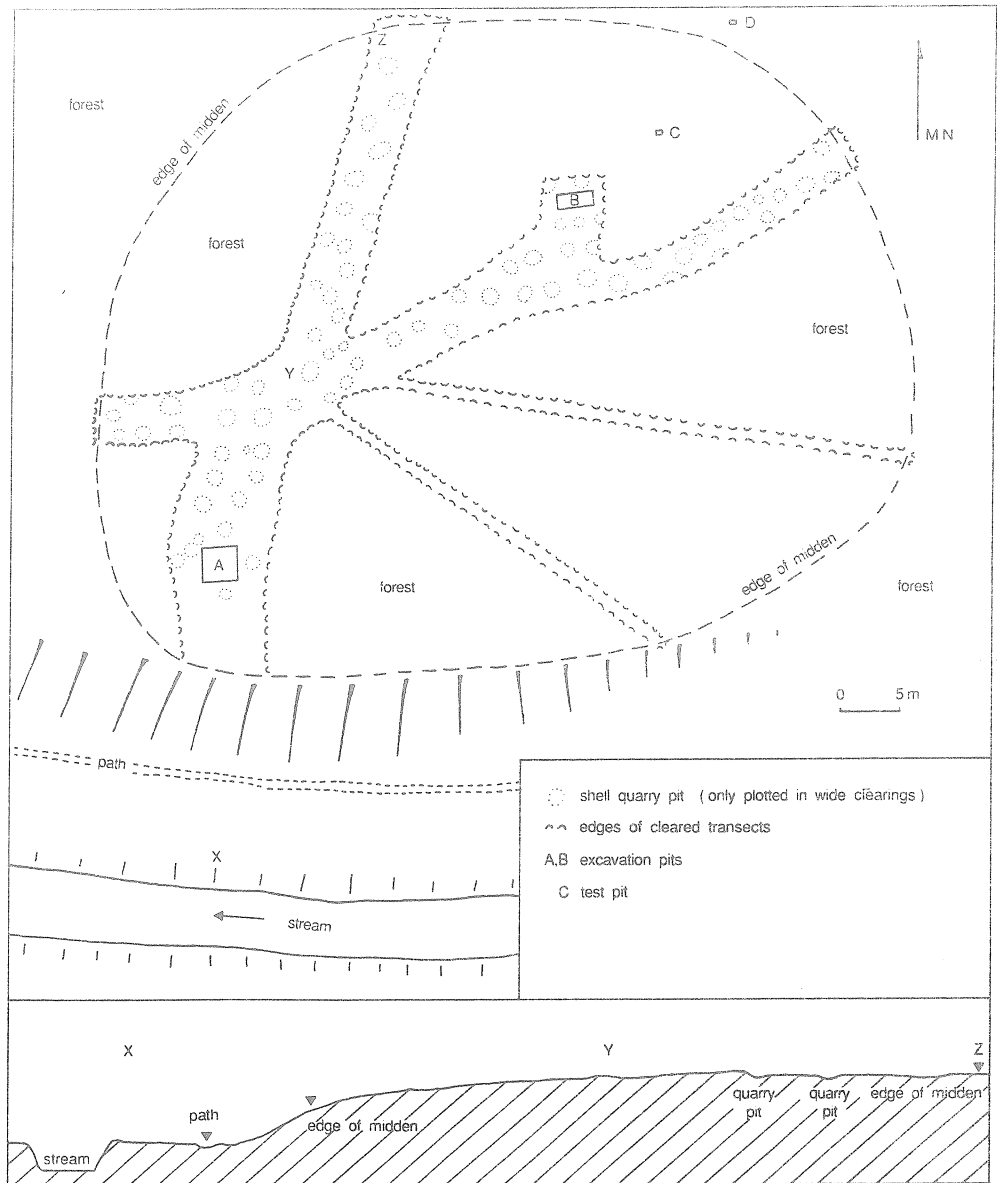 Z
D
forest
MN
C
edge of midden
B
forest
forest
Y
A
edge of midden
forest
forest
0 5m
path
X
stream
shell quarry pit ( only plotted in wide clearings )
edges of cleared transects
A,B excavation pits
C test pit
X
Y
Z
path
edge of midden
quarry pit
quarry pit
edge of midden
stream